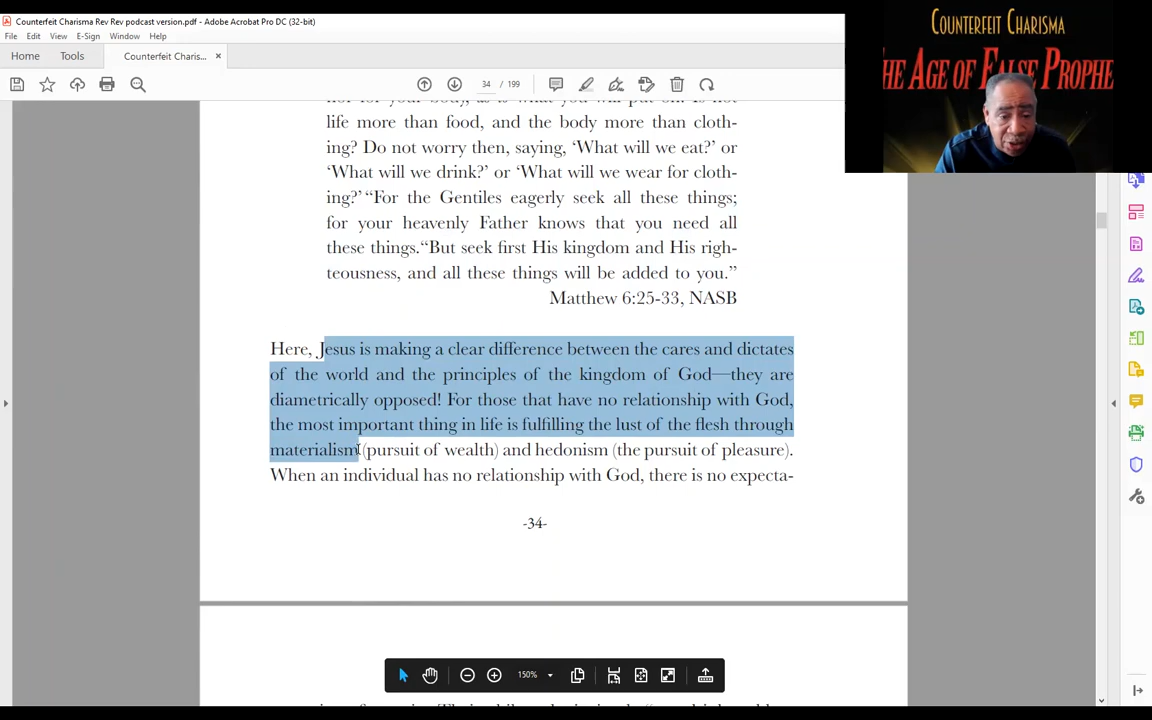 Counterfeit Charisma Rev Rev podcast version.pdf - Adobe Acrobat Pro DC (32-bit)
File Edit View E-Sign Window Help
Home Tools Counterfeit Charis... ×
34 / 199
COUNTERFEIT CHARISMA
HE AGE OF FALSE PROPHE
life more than food, and the body more than cloth-
ing? Do not worry then, saying, ‘What will we eat?’ or
‘What will we drink?’ or ‘What will we wear for cloth-
ing?’ “For the Gentiles eagerly seek all these things;
for your heavenly Father knows that you need all
these things.“But seek first His kingdom and His righ-
teousness, and all these things will be added to you.”
Matthew 6:25-33, NASB
Here, Jesus is making a clear difference between the cares and dictates
of the world and the principles of the kingdom of God—they are
diametrically opposed! For those that have no relationship with God,
the most important thing in life is fulfilling the lust of the flesh through
materialism (pursuit of wealth) and hedonism (the pursuit of pleasure).
When an individual has no relationship with God, there is no expecta-
-34-
150%